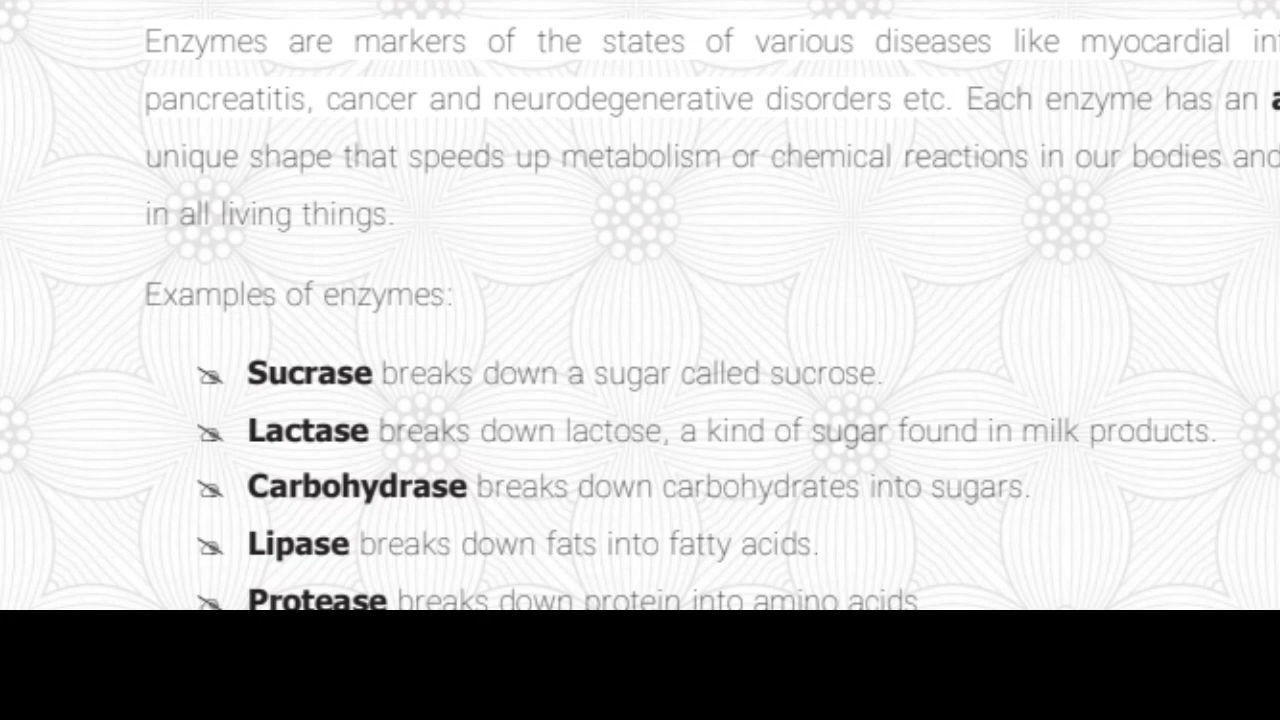 Enzymes are markers of the states of various diseases like myocardial
pancreatitis, cancer and neurodegenerative disorders etc. Each enzyme has an
unique shape that speeds up metabolism or chemical reactions in our bodies and
in all living things.
Examples of enzymes:
Sucrase breaks down a sugar called sucrose.
Lactase breaks down lactose, a kind of sugar found in milk products.
Carbohydrase breaks down carbohydrates into sugars.
Lipase breaks down fats into fatty acids.
Protease breaks down protein into amino acids